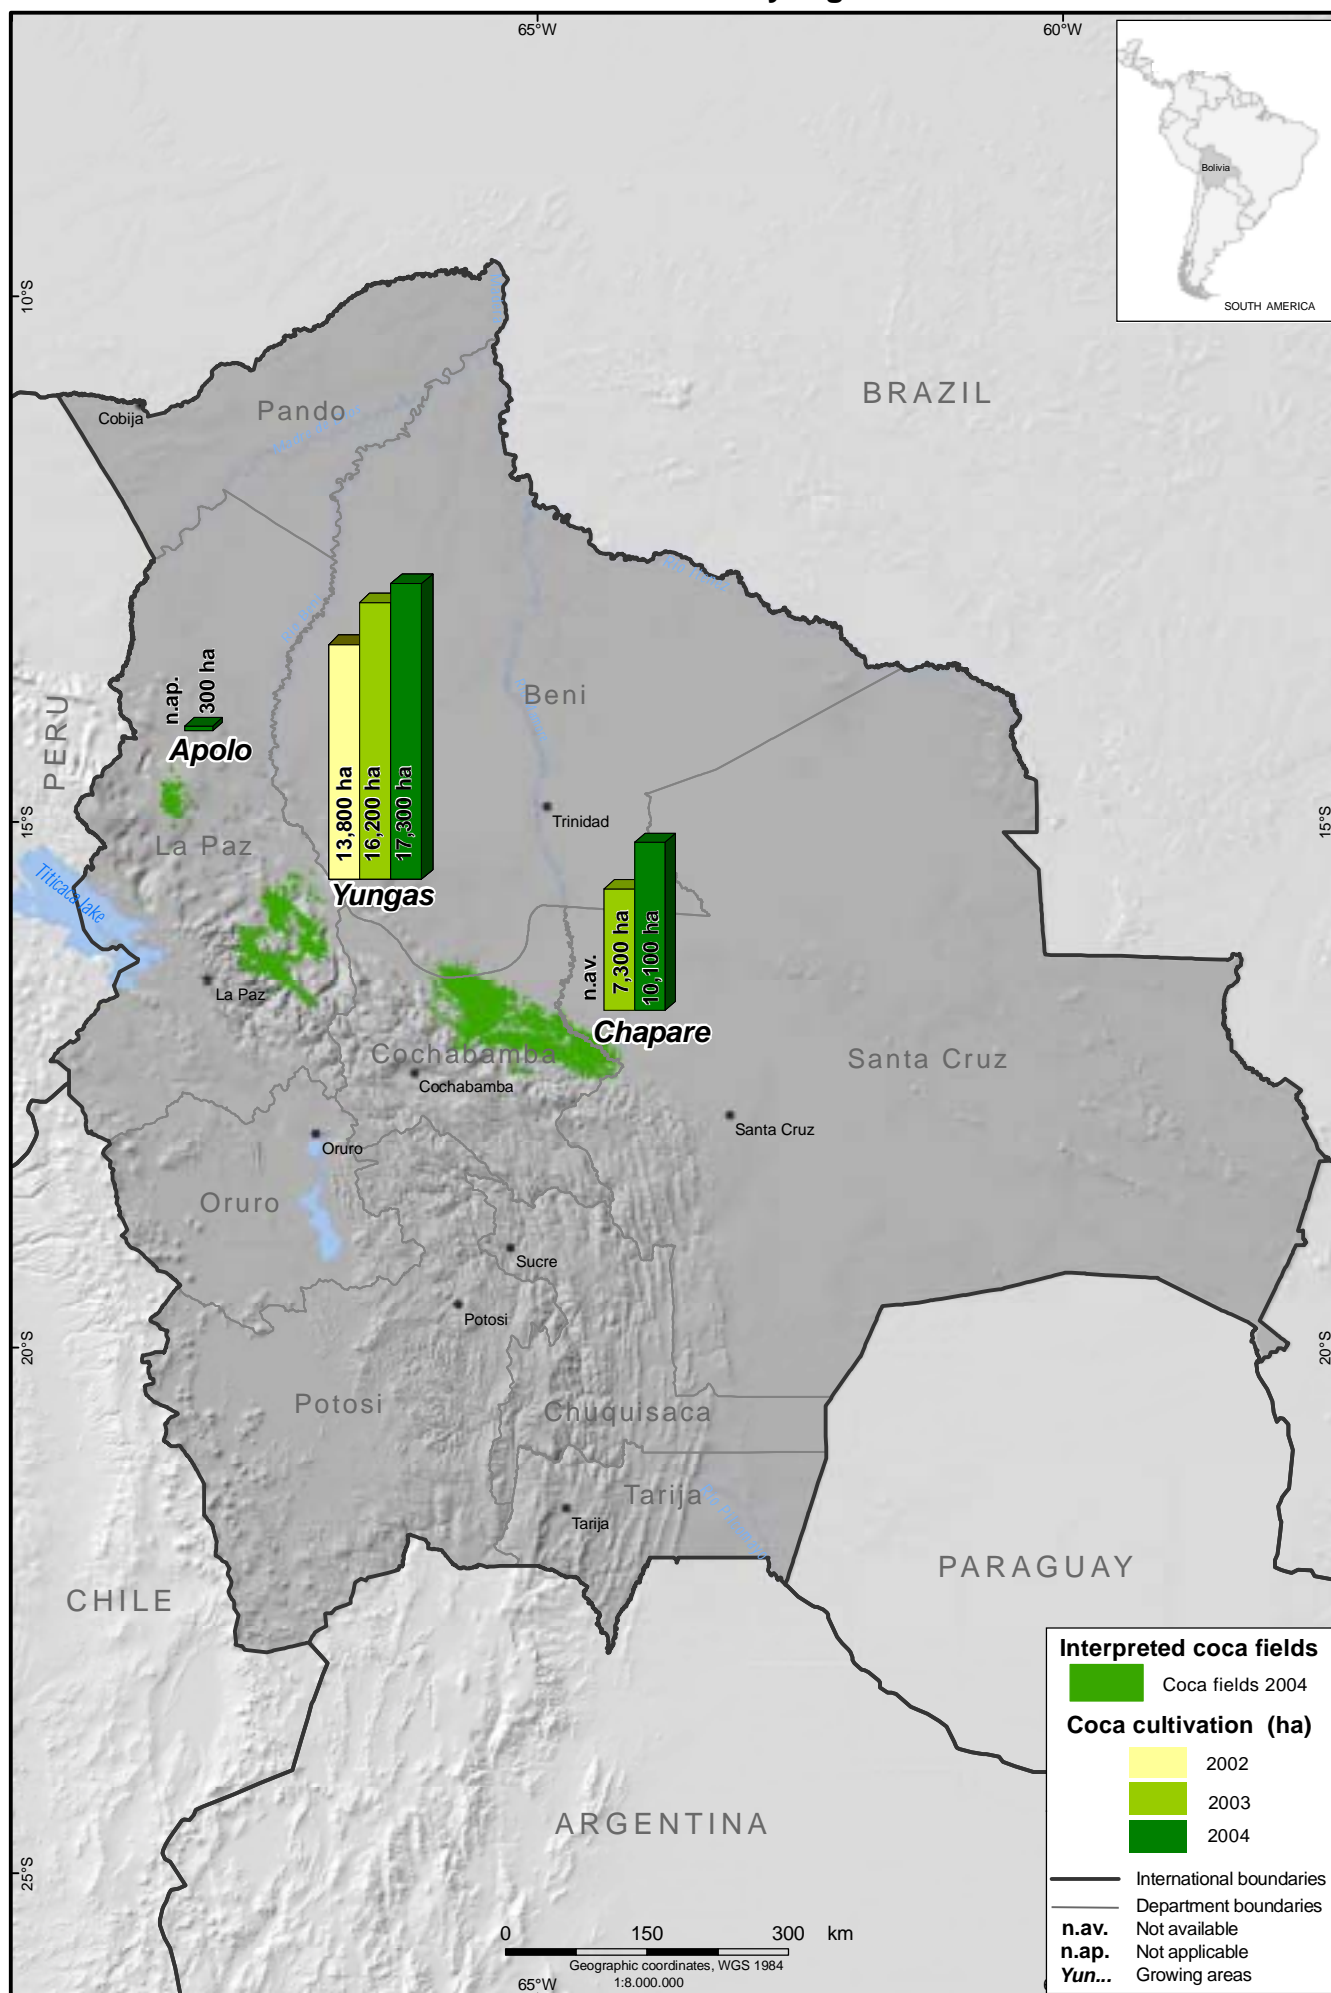 65°W
60°W
Bolivia
SOUTH AMERICA
10°S
BRAZIL
Pando
Cobija
n.ap.
300 ha
Apolo
PERU
Beni
13,800 ha
16,200 ha
17,300 ha
Yungas
15°S
15°S
Trinidad
La Paz
Titicaca lake
n.av.
7,300 ha
10,100 ha
Chapare
La Paz
Cochabamba
Cochabamba
Santa Cruz
Santa Cruz
Oruro
Oruro
Sucre
Potosi
20°S
20°S
Potosi
Chuquisaca
Tarija
Tarija
CHILE
PARAGUAY
ARGENTINA
25°S
Interpreted coca fields
Coca fields 2004
Coca cultivation (ha)
2002
2003
2004
International boundaries
Department boundaries
n.av. Not available
n.ap. Not applicable
Yun... Growing areas
0 150 300 km
Geographic coordinates, WGS 1984
1:8.000.000
65°W